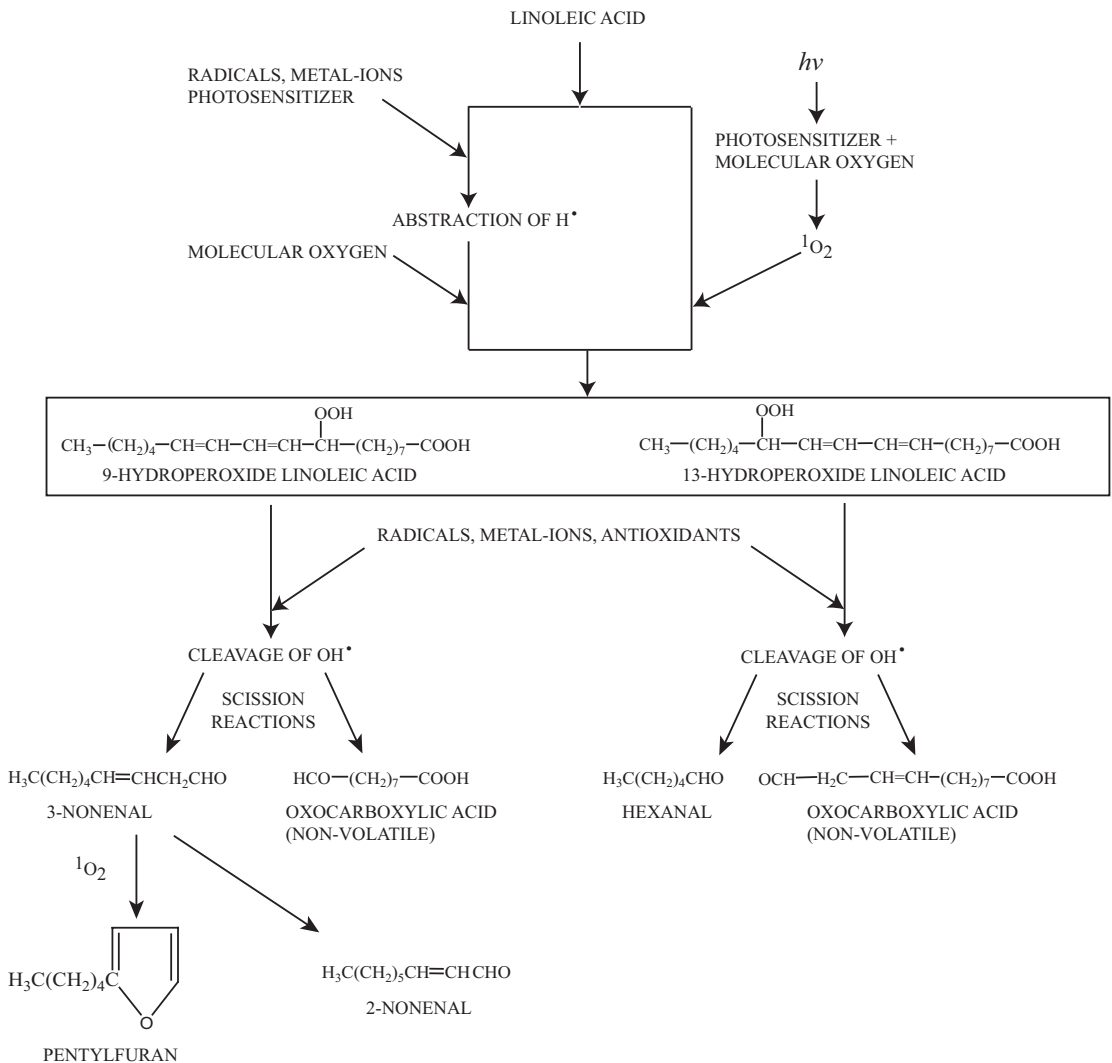 LINOLEIC ACID
RADICALS, METAL-IONS
PHOTOSENSITIZER
hν
PHOTOSENSITIZER +
MOLECULAR OXYGEN
ABSTRACTION OF H•
MOLECULAR OXYGEN
¹O₂
OOH
CH₃—(CH₂)₄—CH=CH—CH=CH—CH—(CH₂)₇—COOH
9-HYDROPEROXIDE LINOLEIC ACID
OOH
CH₃—(CH₂)₄—CH—CH=CH—CH=CH—(CH₂)₇—COOH
13-HYDROPEROXIDE LINOLEIC ACID
RADICALS, METAL-IONS, ANTIOXIDANTS
CLEAVAGE OF OH•
SCISSION
REACTIONS
CLEAVAGE OF OH•
SCISSION
REACTIONS
H₃C(CH₂)₄CH=CHCH₂CHO
3-NONENAL
HCO—(CH₂)₇—COOH
OXOCARBOXYLIC ACID
(NON-VOLATILE)
H₃C(CH₂)₄CHO
HEXANAL
OCH—H₂C—CH=CH—(CH₂)₇—COOH
OXOCARBOXYLIC ACID
(NON-VOLATILE)
¹O₂
H₃C(CH₂)₄C
O
PENTYLFURAN
H₃C(CH₂)₅CH=CHCHO
2-NONENAL